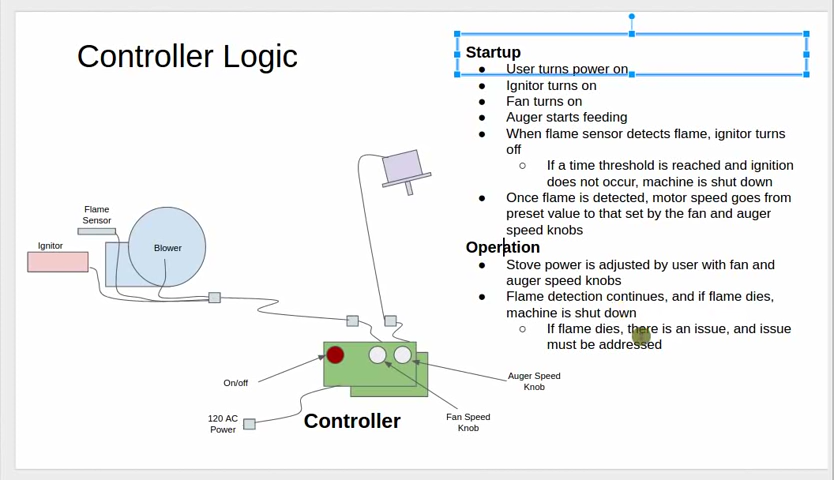 Controller Logic
Startup
● User turns power on
● Ignitor turns on
● Fan turns on
● Auger starts feeding
● When flame sensor detects flame, ignitor turns
off
○ If a time threshold is reached and ignition
does not occur, machine is shut down
● Once flame is detected, motor speed goes from
preset value to that set by the fan and auger
speed knobs
Operation
● Stove power is adjusted by user with fan and
auger speed knobs
● Flame detection continues, and if flame dies,
machine is shut down
○ If flame dies, there is an issue, and issue
must be addressed
Flame
Sensor
Ignitor
Blower
On/off
120 AC
Power
Controller
Fan Speed
Knob
Auger Speed
Knob